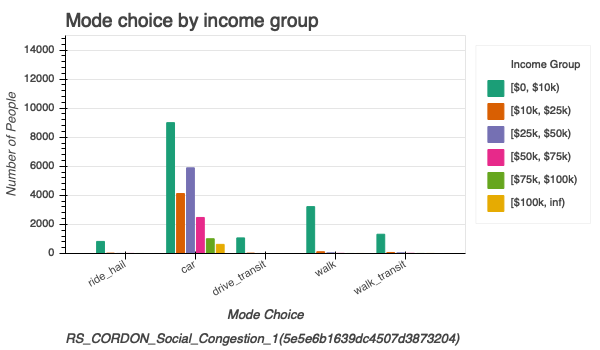 Mode choice by income group
14000
12000
10000
8000
6000
4000
2000
0
Number of People
ride_hail
car
drive_transit
walk
walk_transit
Mode Choice
RS_CORDON_Social_Congestion_1(5e5e6b1639dc4507d3873204)
Income Group
[$0, $10k)
[$10k, $25k)
[$25k, $50k)
[$50k, $75k)
[$75k, $100k)
[$100k, inf)